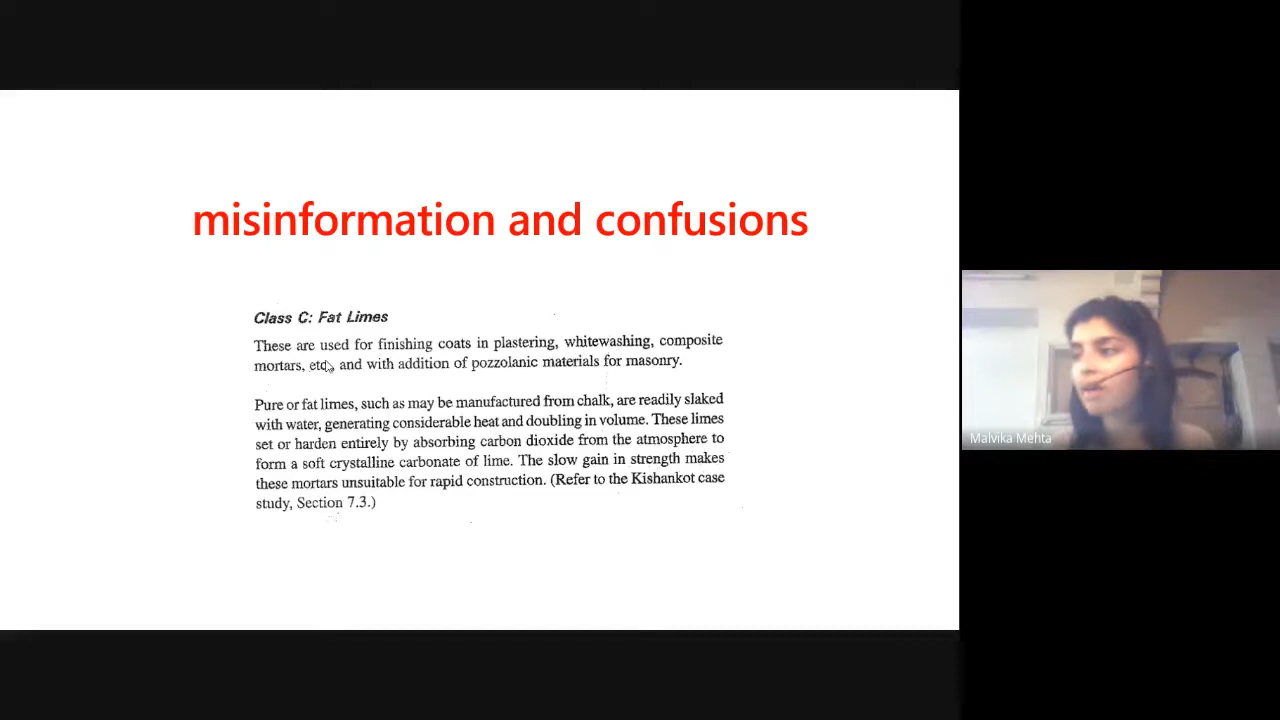 misinformation and confusions
Class C: Fat Limes
These are used for finishing coats in plastering, whitewashing, composite
mortars, etc, and with addition of pozzolanic materials for masonry.
Pure or fat limes, such as may be manufactured from chalk, are readily slaked
with water, generating considerable heat and doubling in volume. These limes
set or harden entirely by absorbing carbon dioxide from the atmosphere to
form a soft crystalline carbonate of lime. The slow gain in strength makes
these mortars unsuitable for rapid construction. (Refer to the Kishankot case
study, Section 7.3.)
Malvika Mehta